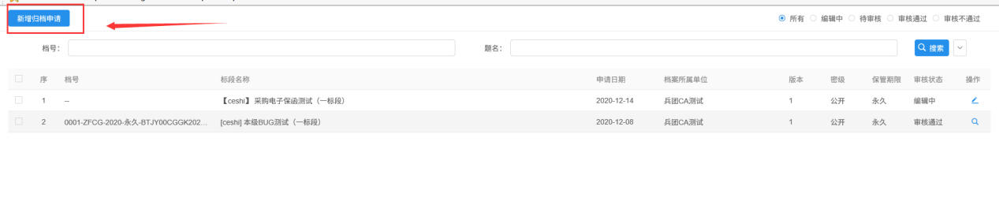 新增归档申请
所有 编辑中 待审核 审核通过 审核不通过
档号： 题名： 搜索
序 档号 标段名称 申请日期 档案所属单位 版本 密级 保管期限 审核状态 操作
1 -- 【ceshi】 采购电子保函测试（一标段） 2020-12-14 兵团CA测试 1 公开 永久 编辑中
2 0001-ZFCG-2020-永久-BTJY00CGGK202... [ceshi] 本级BUG测试（一标段） 2020-12-08 兵团CA测试 1 公开 永久 审核通过